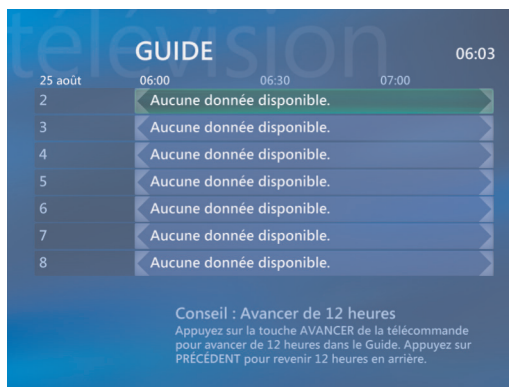 télévision
GUIDE 06:03
25 août 06:00 06:30 07:00
2 Aucune donnée disponible.
3 Aucune donnée disponible.
4 Aucune donnée disponible.
5 Aucune donnée disponible.
6 Aucune donnée disponible.
7 Aucune donnée disponible.
8 Aucune donnée disponible.
Conseil : Avancer de 12 heures
Appuyez sur la touche AVANCER de la télécommande
pour avancer de 12 heures dans le Guide. Appuyez sur
PRÉCÉDENT pour revenir 12 heures en arrière.